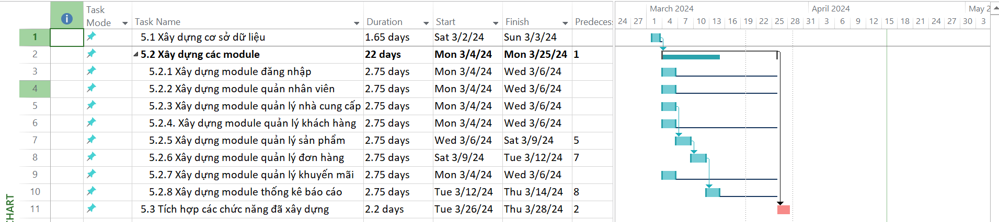 Task Mode Task Name Duration Start Finish Predeces
March 2024 April 2024 May 2
24 27 1 4 7 10 13 16 19 22 25 28 31 3 6 9 12 15 18 21 24 27 30 3
1 5.1 Xây dựng cơ sở dữ liệu 1.65 days Sat 3/2/24 Sun 3/3/24
2 5.2 Xây dựng các module 22 days Mon 3/4/24 Mon 3/25/24 1
3 5.2.1 Xây dựng module đăng nhập 2.75 days Mon 3/4/24 Wed 3/6/24
4 5.2.2 Xây dựng module quản nhân viên 2.75 days Mon 3/4/24 Wed 3/6/24
5 5.2.3 Xây dựng module quản lý nhà cung cấp 2.75 days Mon 3/4/24 Wed 3/6/24
6 5.2.4. Xây dựng module quản lý khách hàng 2.75 days Mon 3/4/24 Wed 3/6/24
7 5.2.5 Xây dựng module quản lý sản phẩm 2.75 days Wed 3/6/24 Sat 3/9/24 5
8 5.2.6 Xây dựng module quản lý đơn hàng 2.75 days Sat 3/9/24 Tue 3/12/24 7
9 5.2.7 Xây dựng module quản lý khuyến mãi 2.75 days Mon 3/4/24 Wed 3/6/24
10 5.2.8 Xây dựng module thống kê báo cáo 2.75 days Tue 3/12/24 Thu 3/14/24 8
11 5.3 Tích hợp các chức năng đã xây dựng 2.2 days Tue 3/26/24 Thu 3/28/24 2
CHART